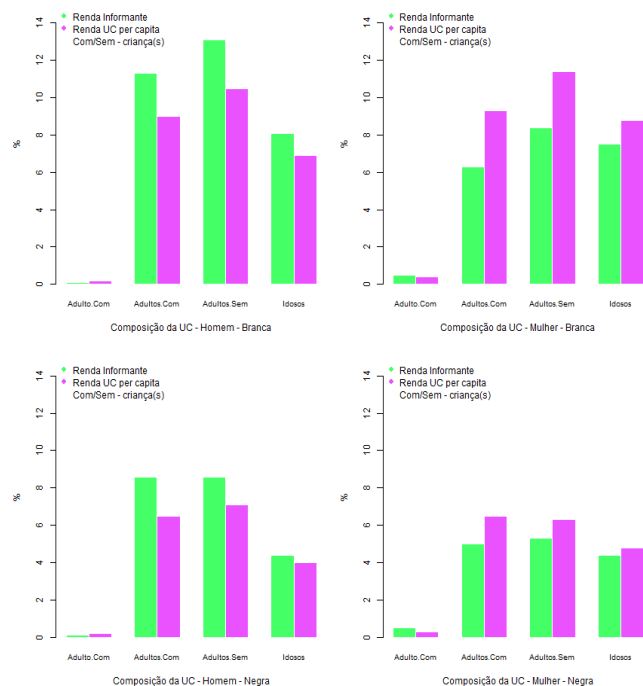 Renda Informante
Renda UC per capita
Com/Sem - criança(s)
14
12
10
8
6
4
2
0
%
Adulto.Com Adultos.Com Adultos.Sem Idosos
Composição da UC - Homem - Branca
Renda Informante
Renda UC per capita
Com/Sem - criança(s)
14
12
10
8
6
4
2
0
%
Adulto.Com Adultos.Com Adultos.Sem Idosos
Composição da UC - Mulher - Branca
Renda Informante
Renda UC per capita
Com/Sem - criança(s)
14
12
10
8
6
4
2
0
%
Adulto.Com Adultos.Com Adultos.Sem Idosos
Composição da UC - Homem - Negra
Renda Informante
Renda UC per capita
Com/Sem - criança(s)
14
12
10
8
6
4
2
0
%
Adulto.Com Adultos.Com Adultos.Sem Idosos
Composição da UC - Mulher - Negra